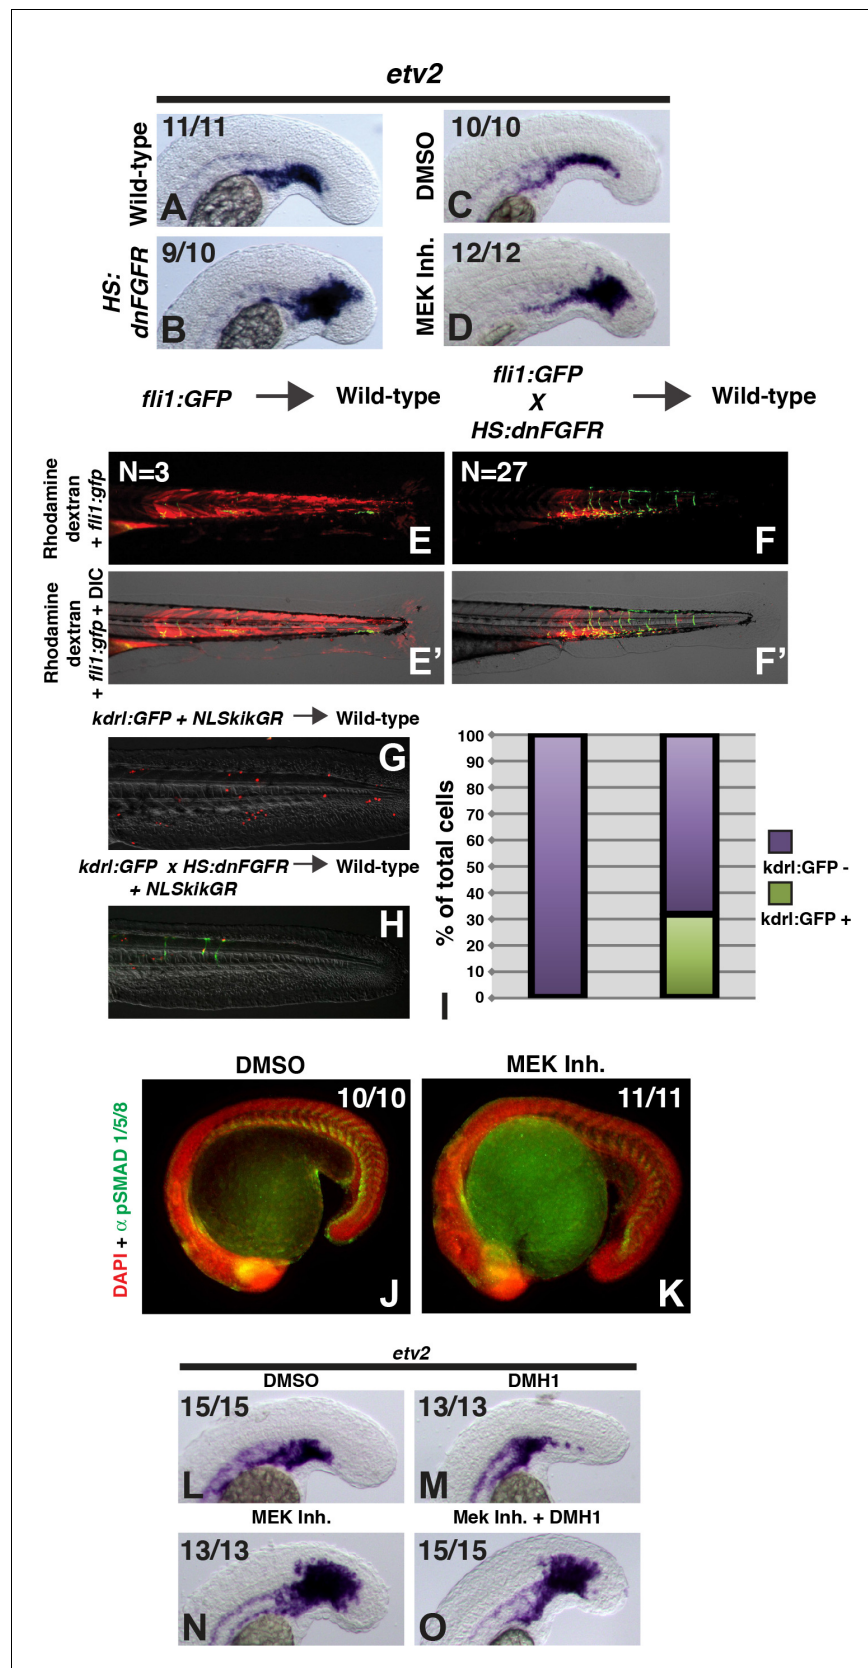 etv2
Wild-type
11/11
A
DMSO
10/10
C
HS:
dnFGFR
9/10
B
MEK Inh.
12/12
D
fli1:GFP
Wild-type
fli1:GFP
X
HS:dnFGFR
Wild-type
Rhodamine
dextran
+ fli1:gfp
N=3
E
N=27
F
Rhodamine
dextran
+ fli1:gfp + DIC
E’
F’
kdrl:GFP + NLSkikGR
Wild-type
G
kdrl:GFP x HS:dnFGFR
+ NLSkikGR
Wild-type
H
% of total cells
100
90
80
70
60
50
40
30
20
10
0
kdrl:GFP -
kdrl:GFP +
I
DMSO
MEK Inh.
DAPI + α pSMAD 1/5/8
10/10
J
11/11
K
etv2
DMSO
DMH1
15/15
L
13/13
M
MEK Inh.
Mek Inh. + DMH1
13/13
N
15/15
O